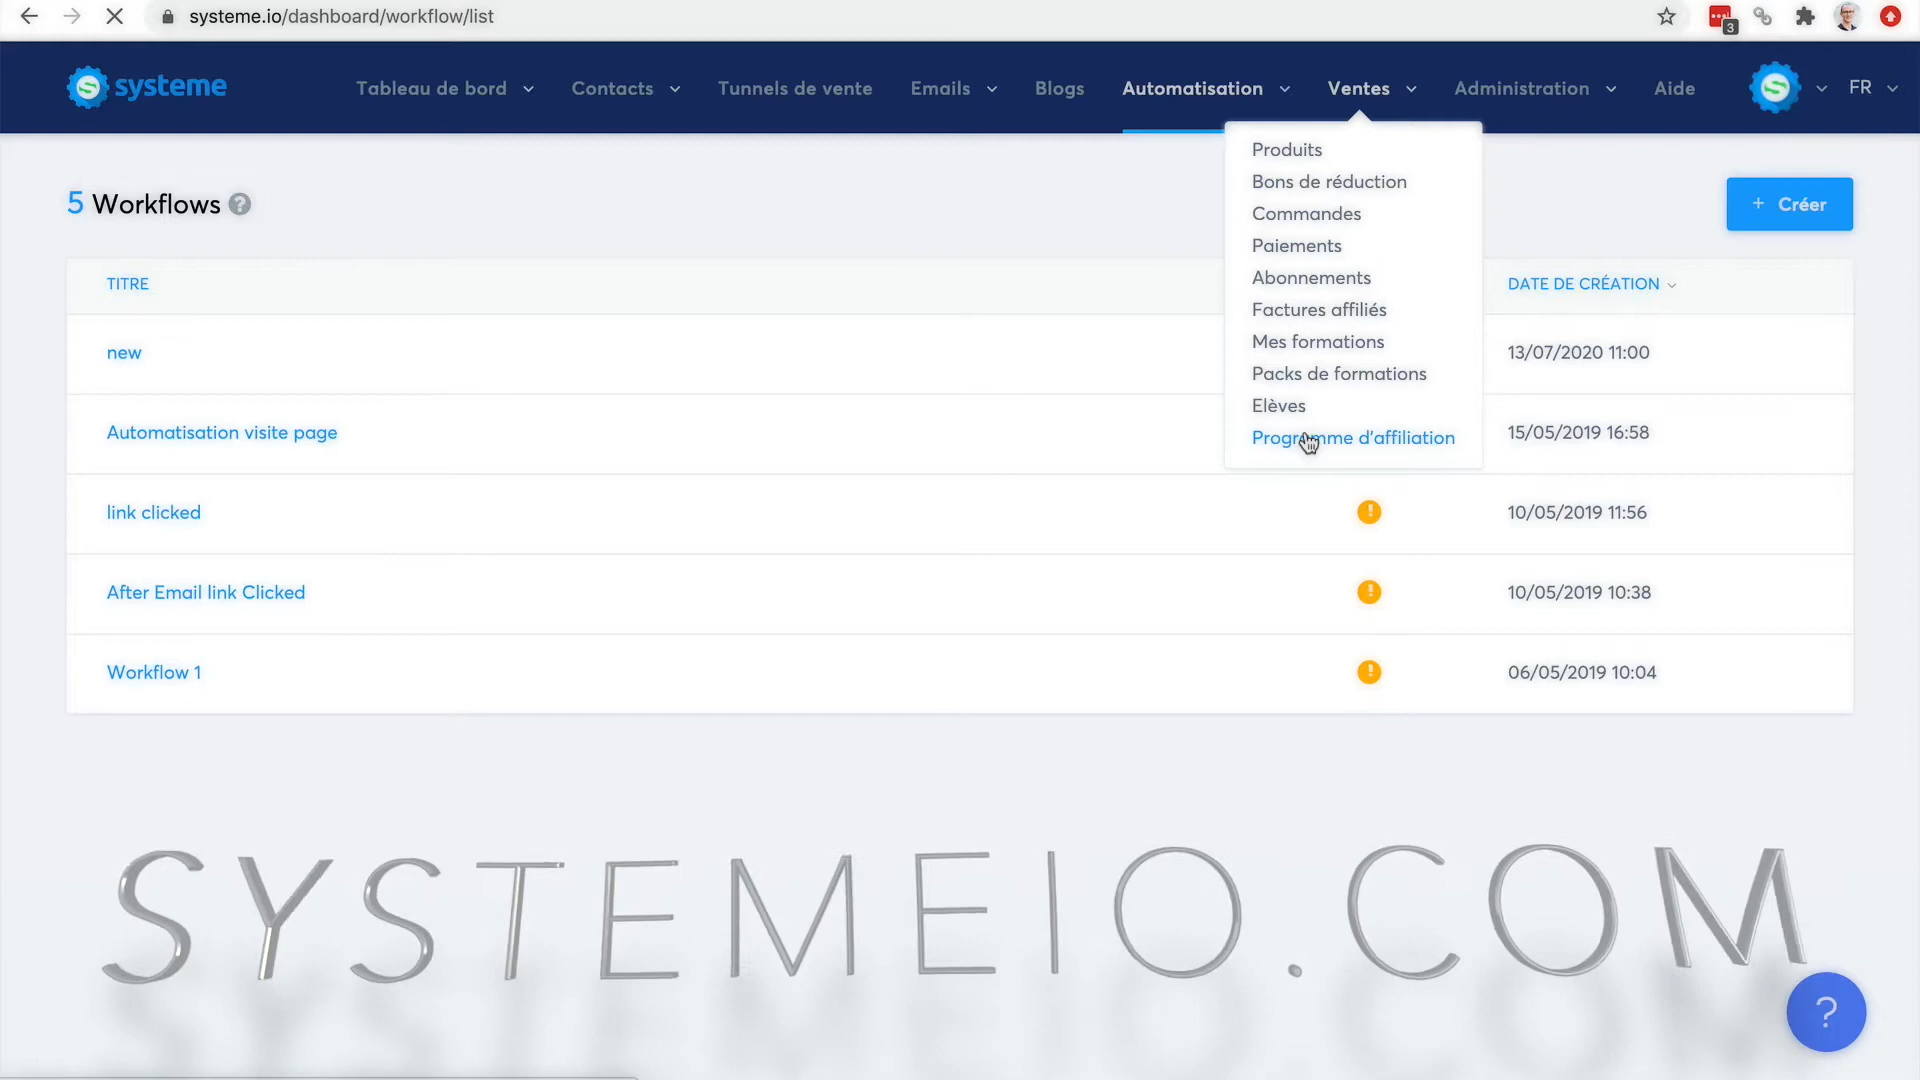 systeme.io/dashboard/workflow/list
3
systeme
Tableau de bord
Contacts
Tunnels de vente
Emails
Blogs
Automatisation
Ventes
Administration
Aide
FR
Produits
Bons de réduction
Commandes
Paiements
Abonnements
Factures affiliés
Mes formations
Packs de formations
Elèves
Programme d'affiliation
5 Workflows ?
+ Créer
TITRE
DATE DE CRÉATION
new
13/07/2020 11:00
Automatisation visite page
15/05/2019 16:58
link clicked
!
10/05/2019 11:56
After Email link Clicked
!
10/05/2019 10:38
Workflow 1
!
06/05/2019 10:04
SYSTEMEIO.COM
?